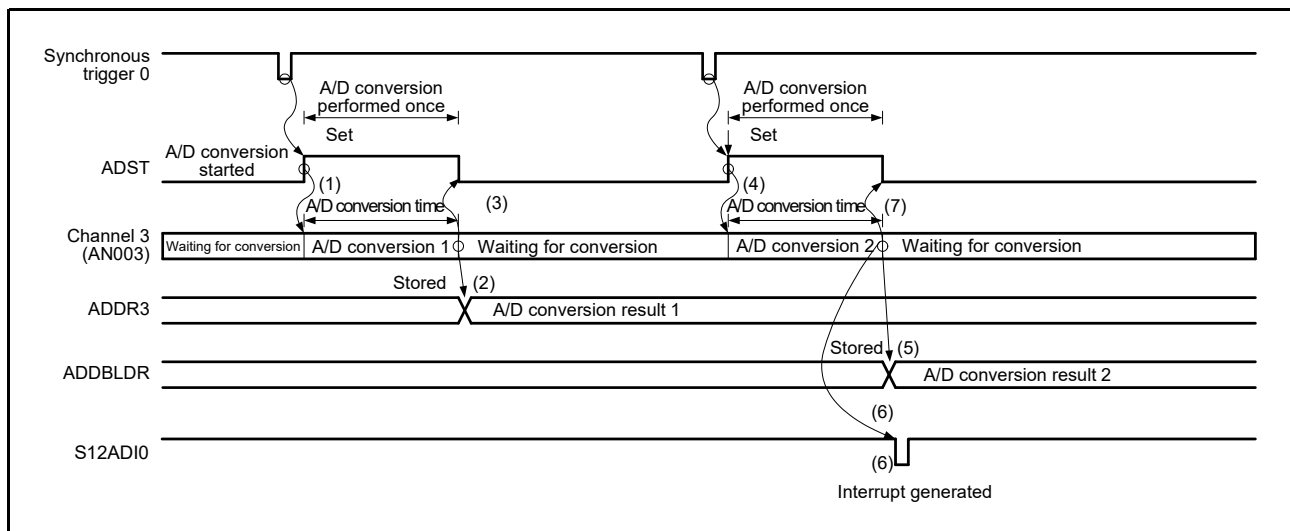 Synchronous
trigger 0
A/D conversion
performed once
A/D conversion
performed once
Set
Set
ADST
A/D conversion
started
(1)
(3)
(4)
(7)
A/D conversion time
A/D conversion time
Channel 3
(AN003)
Waiting for conversion
A/D conversion 1
Waiting for conversion
A/D conversion 2
Waiting for conversion
Stored
(2)
ADDR3
A/D conversion result 1
Stored
(5)
ADDBLDR
A/D conversion result 2
(6)
S12ADI0
(6)
Interrupt generated